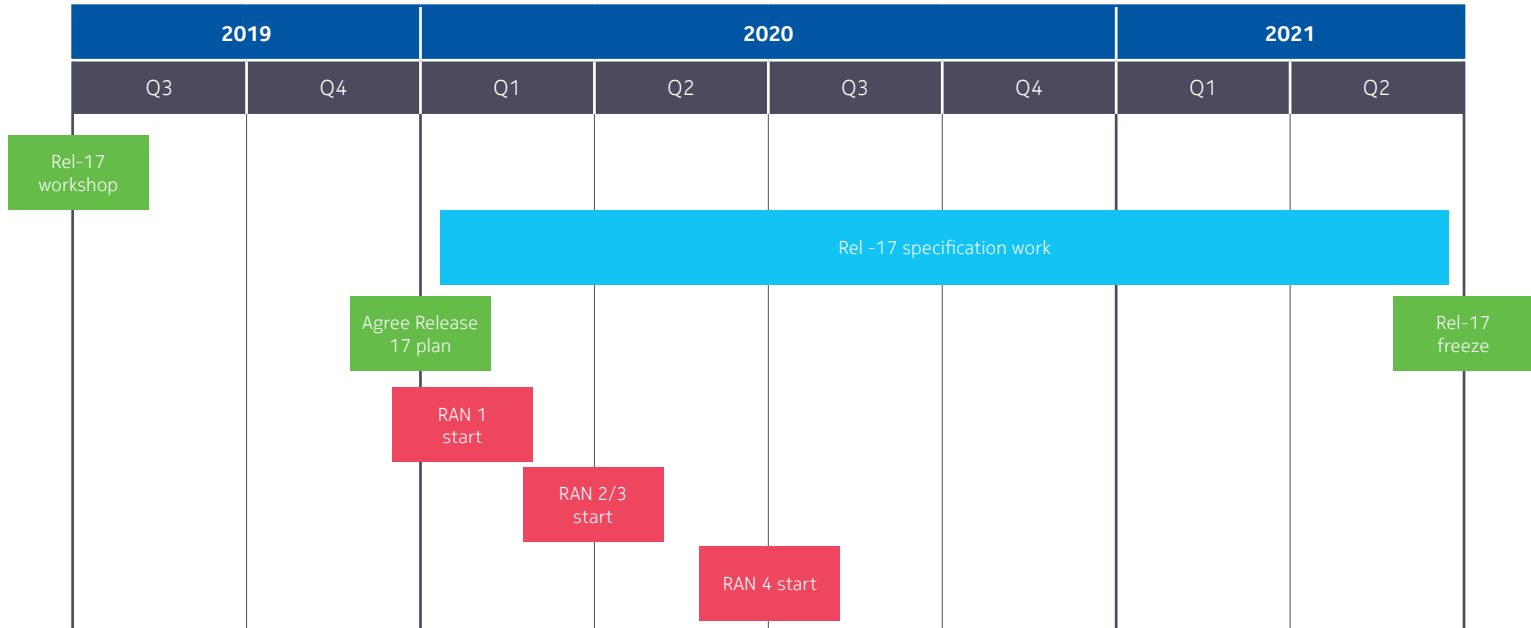 2019 2020 2021
Q3 Q4 Q1 Q2 Q3 Q4 Q1 Q2
Rel-17
workshop
Rel -17 specification work
Agree Release
17 plan
Rel-17
freeze
RAN 1
start
RAN 2/3
start
RAN 4 start